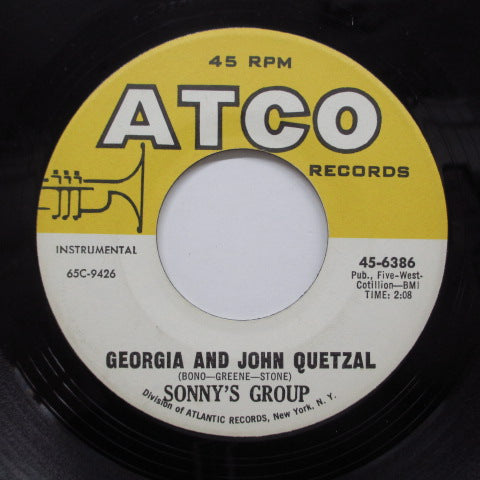 45 RPM
ATCO
RECORDS
INSTRUMENTAL
65C-9426
45-6386
Pub., Five-West-
Cotillion—BMI
TIME: 2:08
GEORGIA AND JOHN QUETZAL
(BONO—GREENE—STONE)
SONNY'S GROUP
Division of ATLANTIC RECORDS, New York, N. Y.